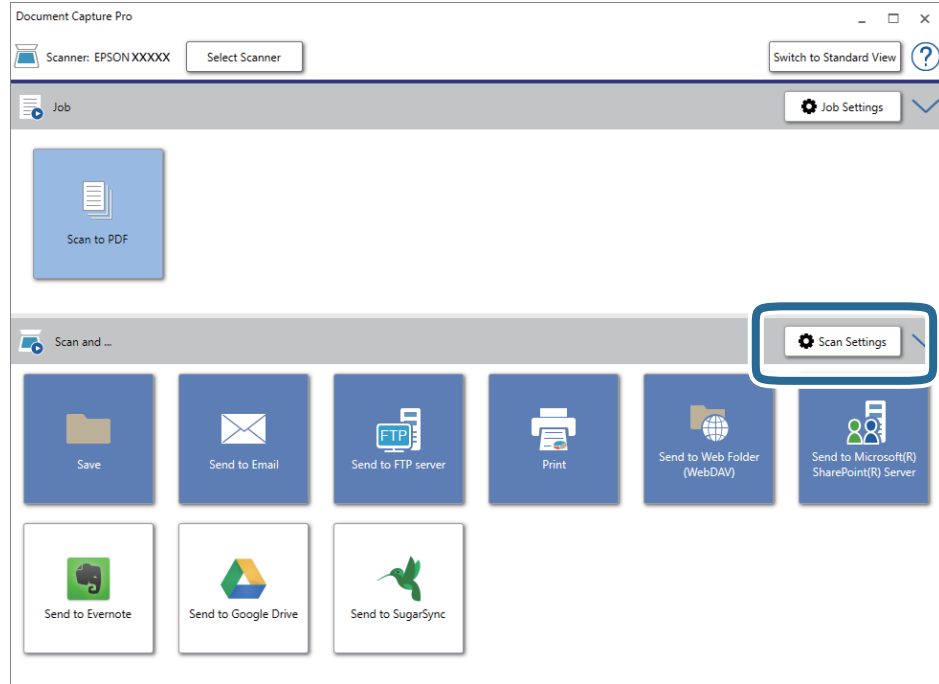 Document Capture Pro
Scanner: EPSON XXXXX
Select Scanner
Switch to Standard View
?
Job
Job Settings
Scan to PDF
Scan and ...
Scan Settings
Save
Send to Email
FTP
Send to FTP server
Print
Send to Web Folder
(WebDAV)
Send to Microsoft(R)
SharePoint(R) Server
Send to Evernote
Send to Google Drive
Send to SugarSync